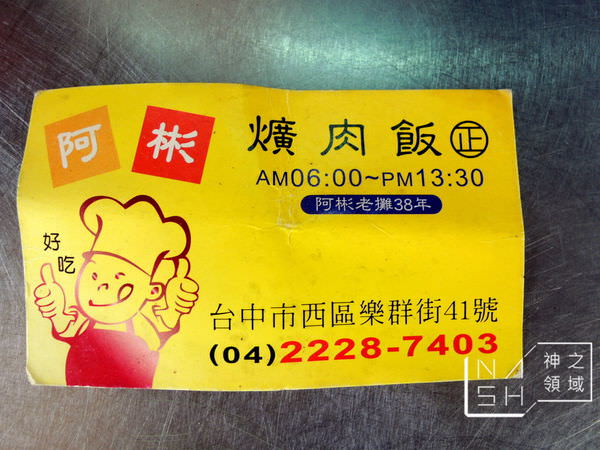 阿彬
爌肉飯正
AM06:00~PM13:30
阿彬老攤38年
好吃
台中市西區樂群街41號
(04)2228-7403
NASH
神之領域